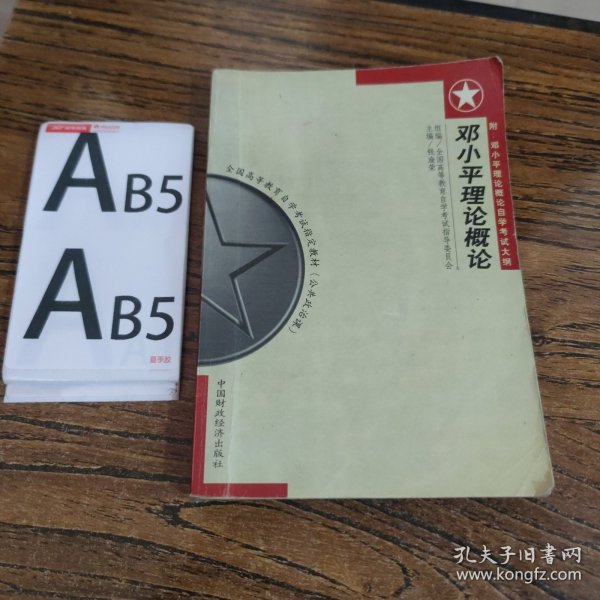 AB5
AB5
易手胶
附：邓小平理论概论自学考试大纲
邓小平理论概论
组编／全国高等教育自学考试指导委员会
主编／钱淦荣
全国高等教育自学考试指定教材（公共政治课）
中国财政经济出版社
孔夫子旧书网
www.kongfz.com